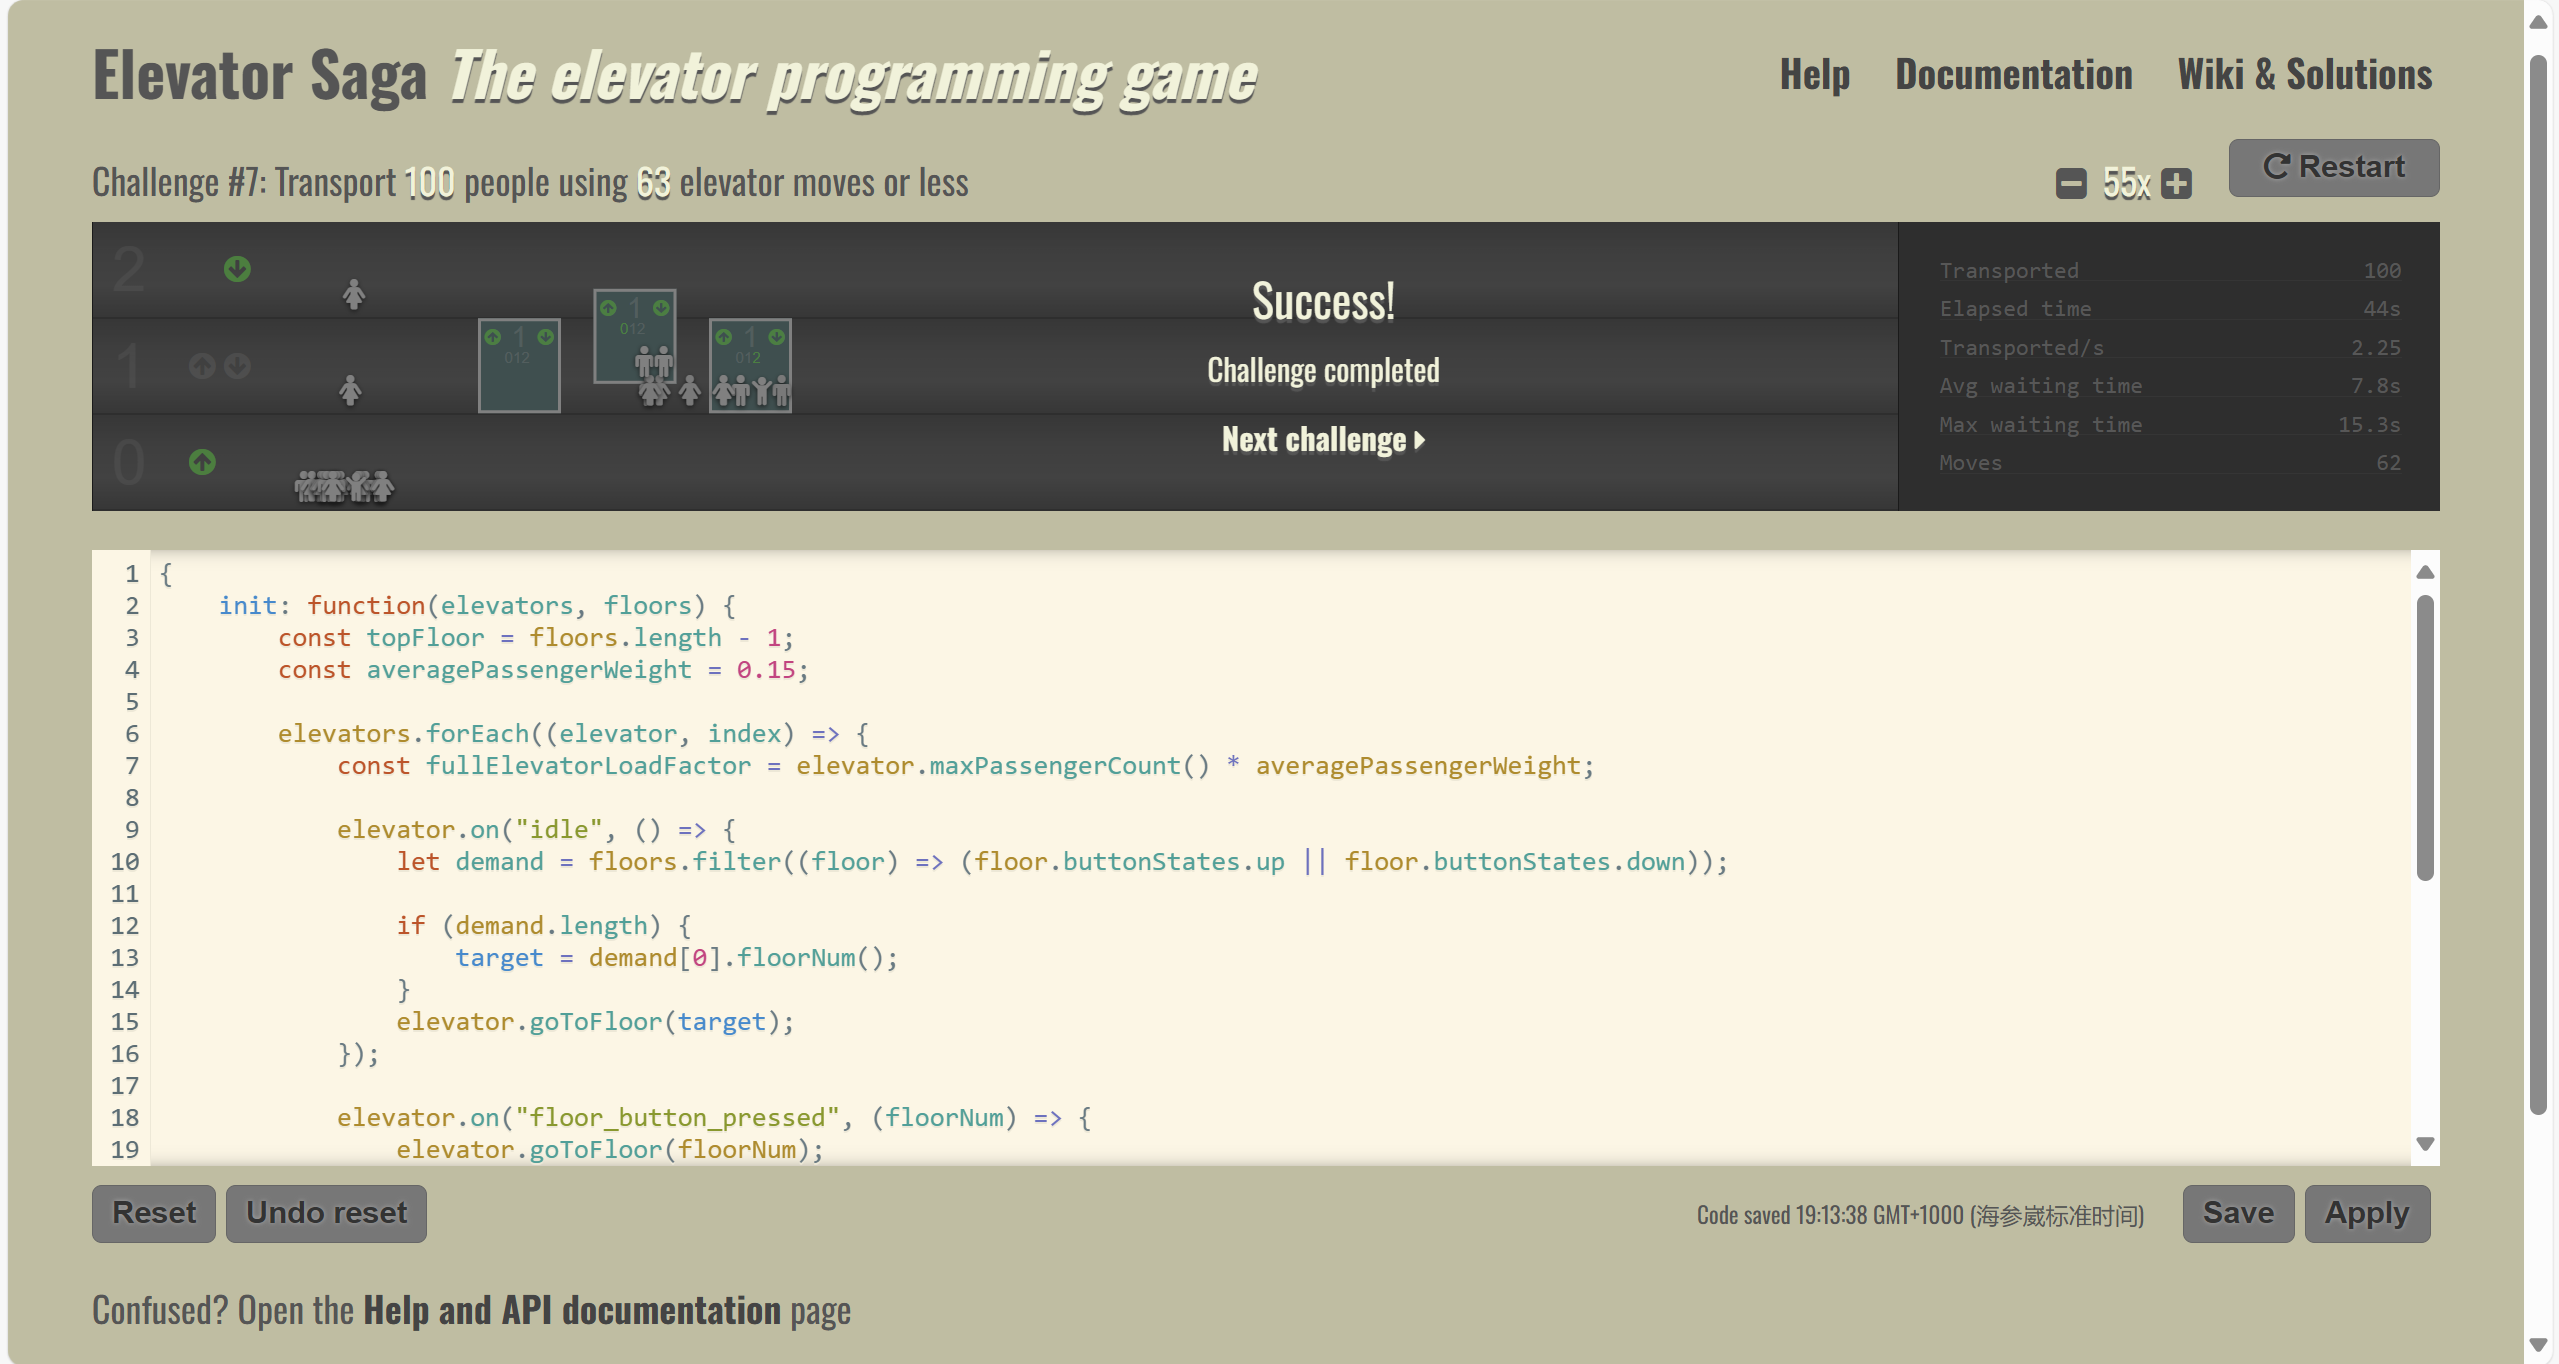 Elevator Saga The elevator programming game
Help Documentation Wiki & Solutions
Challenge #7: Transport 100 people using 63 elevator moves or less
55x Restart
2
1
0
1
012
1
012
1
012
Success!
Challenge completed
Next challenge
Transported 100
Elapsed time 44s
Transported/s 2.25
Avg waiting time 7.8s
Max waiting time 15.3s
Moves 62
1 {
2 init: function(elevators, floors) {
3 const topFloor = floors.length - 1;
4 const averagePassengerWeight = 0.15;
5
6 elevators.forEach((elevator, index) => {
7 const fullElevatorLoadFactor = elevator.maxPassengerCount() * averagePassengerWeight;
8
9 elevator.on("idle", () => {
10 let demand = floors.filter((floor) => (floor.buttonStates.up || floor.buttonStates.down));
11
12 if (demand.length) {
13 target = demand[0].floorNum();
14 }
15 elevator.goToFloor(target);
16 });
17
18 elevator.on("floor_button_pressed", (floorNum) => {
19 elevator.goToFloor(floorNum);
Reset Undo reset Code saved 19:13:38 GMT+1000 (海参崴标准时间) Save Apply
Confused? Open the Help and API documentation page